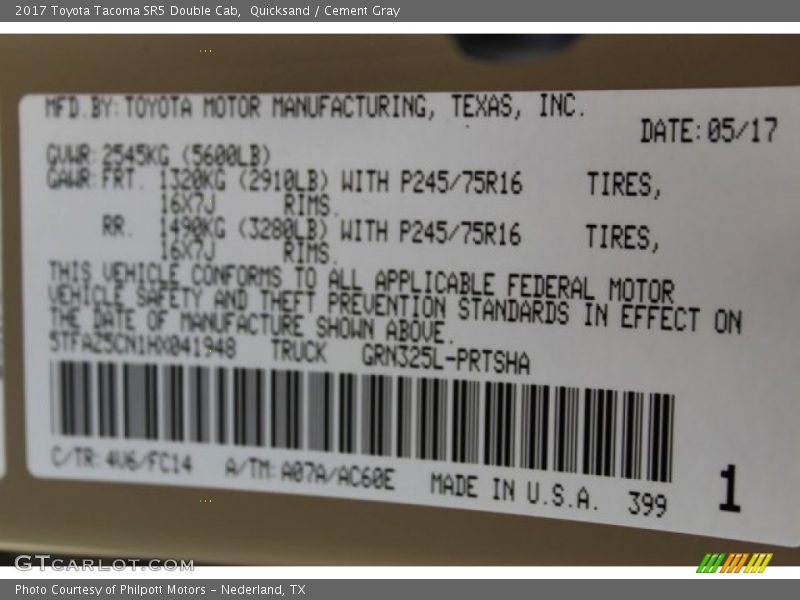 2017 Toyota Tacoma SR5 Double Cab,  Quicksand / Cement Gray
MFD.BY:TOYOTA MOTOR MANUFACTURING, TEXAS, INC.
DATE:05/17
GVWR:2545KG (5600LB)
GAWR:FRT. 1320KG (2910LB) WITH P245/75R16 TIRES,
16X7J RIMS.
RR. 1490KG (3280LB) WITH P245/75R16 TIRES,
16X7J RIMS.
THIS VEHICLE CONFORMS TO ALL APPLICABLE FEDERAL MOTOR
VEHICLE SAFETY AND THEFT PREVENTION STANDARDS IN EFFECT ON
THE DATE OF MANUFACTURE SHOWN ABOVE.
5TFAZ5CN1HX041948 TRUCK GRN325L-PRTSHA
C/TR:4V6/FC14 A/TM:A07A/AC60E MADE IN U.S.A. 399
1
GTCARLOT.COM
Photo Courtesy of Philpott Motors - Nederland, TX